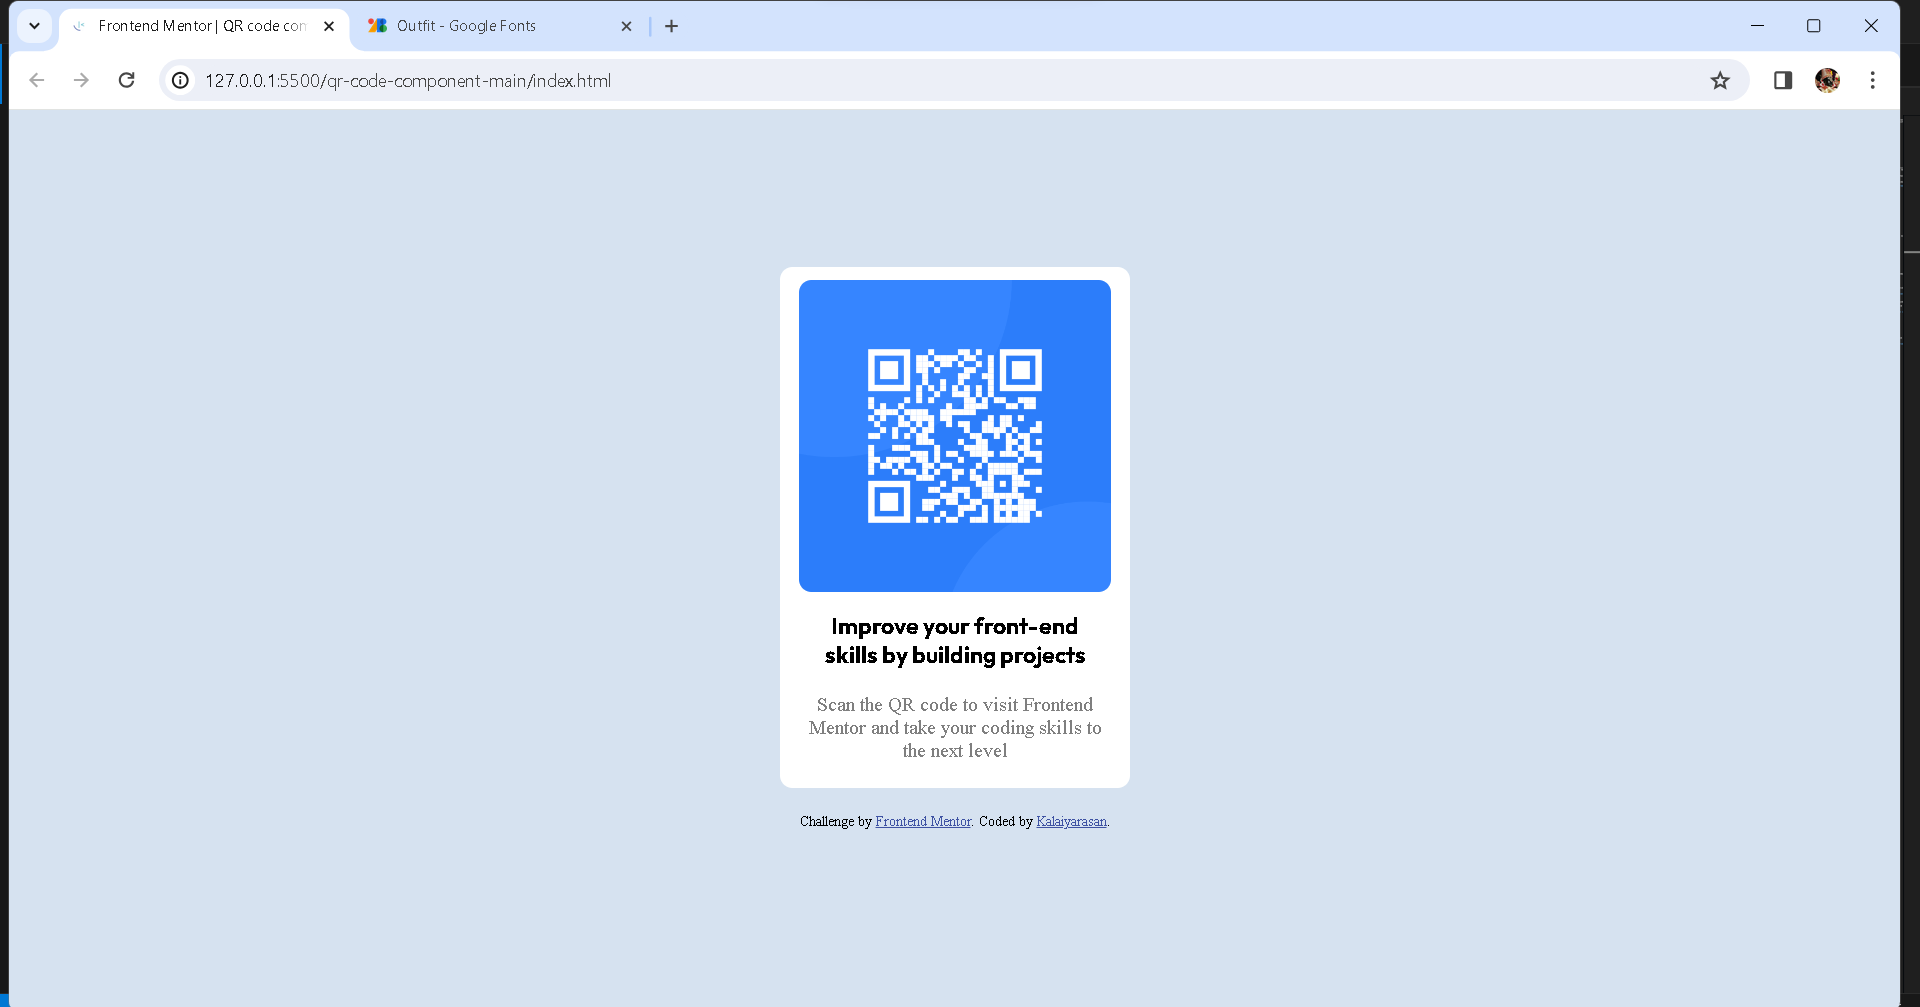 Frontend Mentor | QR code con
Outfit - Google Fonts
127.0.0.1:5500/qr-code-component-main/index.html
Improve your front-end
skills by building projects
Scan the QR code to visit Frontend
Mentor and take your coding skills to
the next level
Challenge by Frontend Mentor. Coded by Kalaiyarasan.